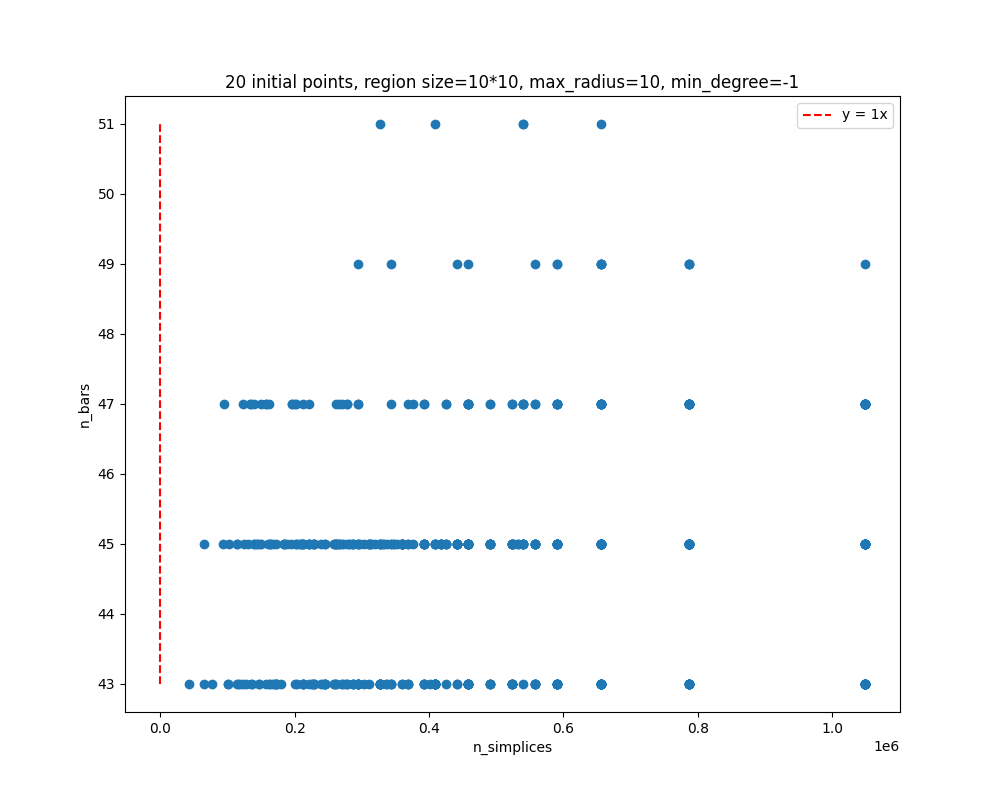 20 initial points, region size=10*10, max_radius=10, min_degree=-1
y = 1x
51
50
49
48
47
46
45
44
43
n_bars
0.0 0.2 0.4 0.6 0.8 1.0
1e6
n_simplices